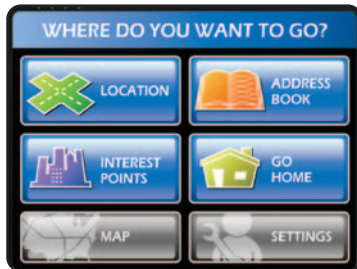 WHERE DO YOU WANT TO GO?
LOCATION
ADDRESS
BOOK
INTEREST
POINTS
GO
HOME
MAP
SETTINGS